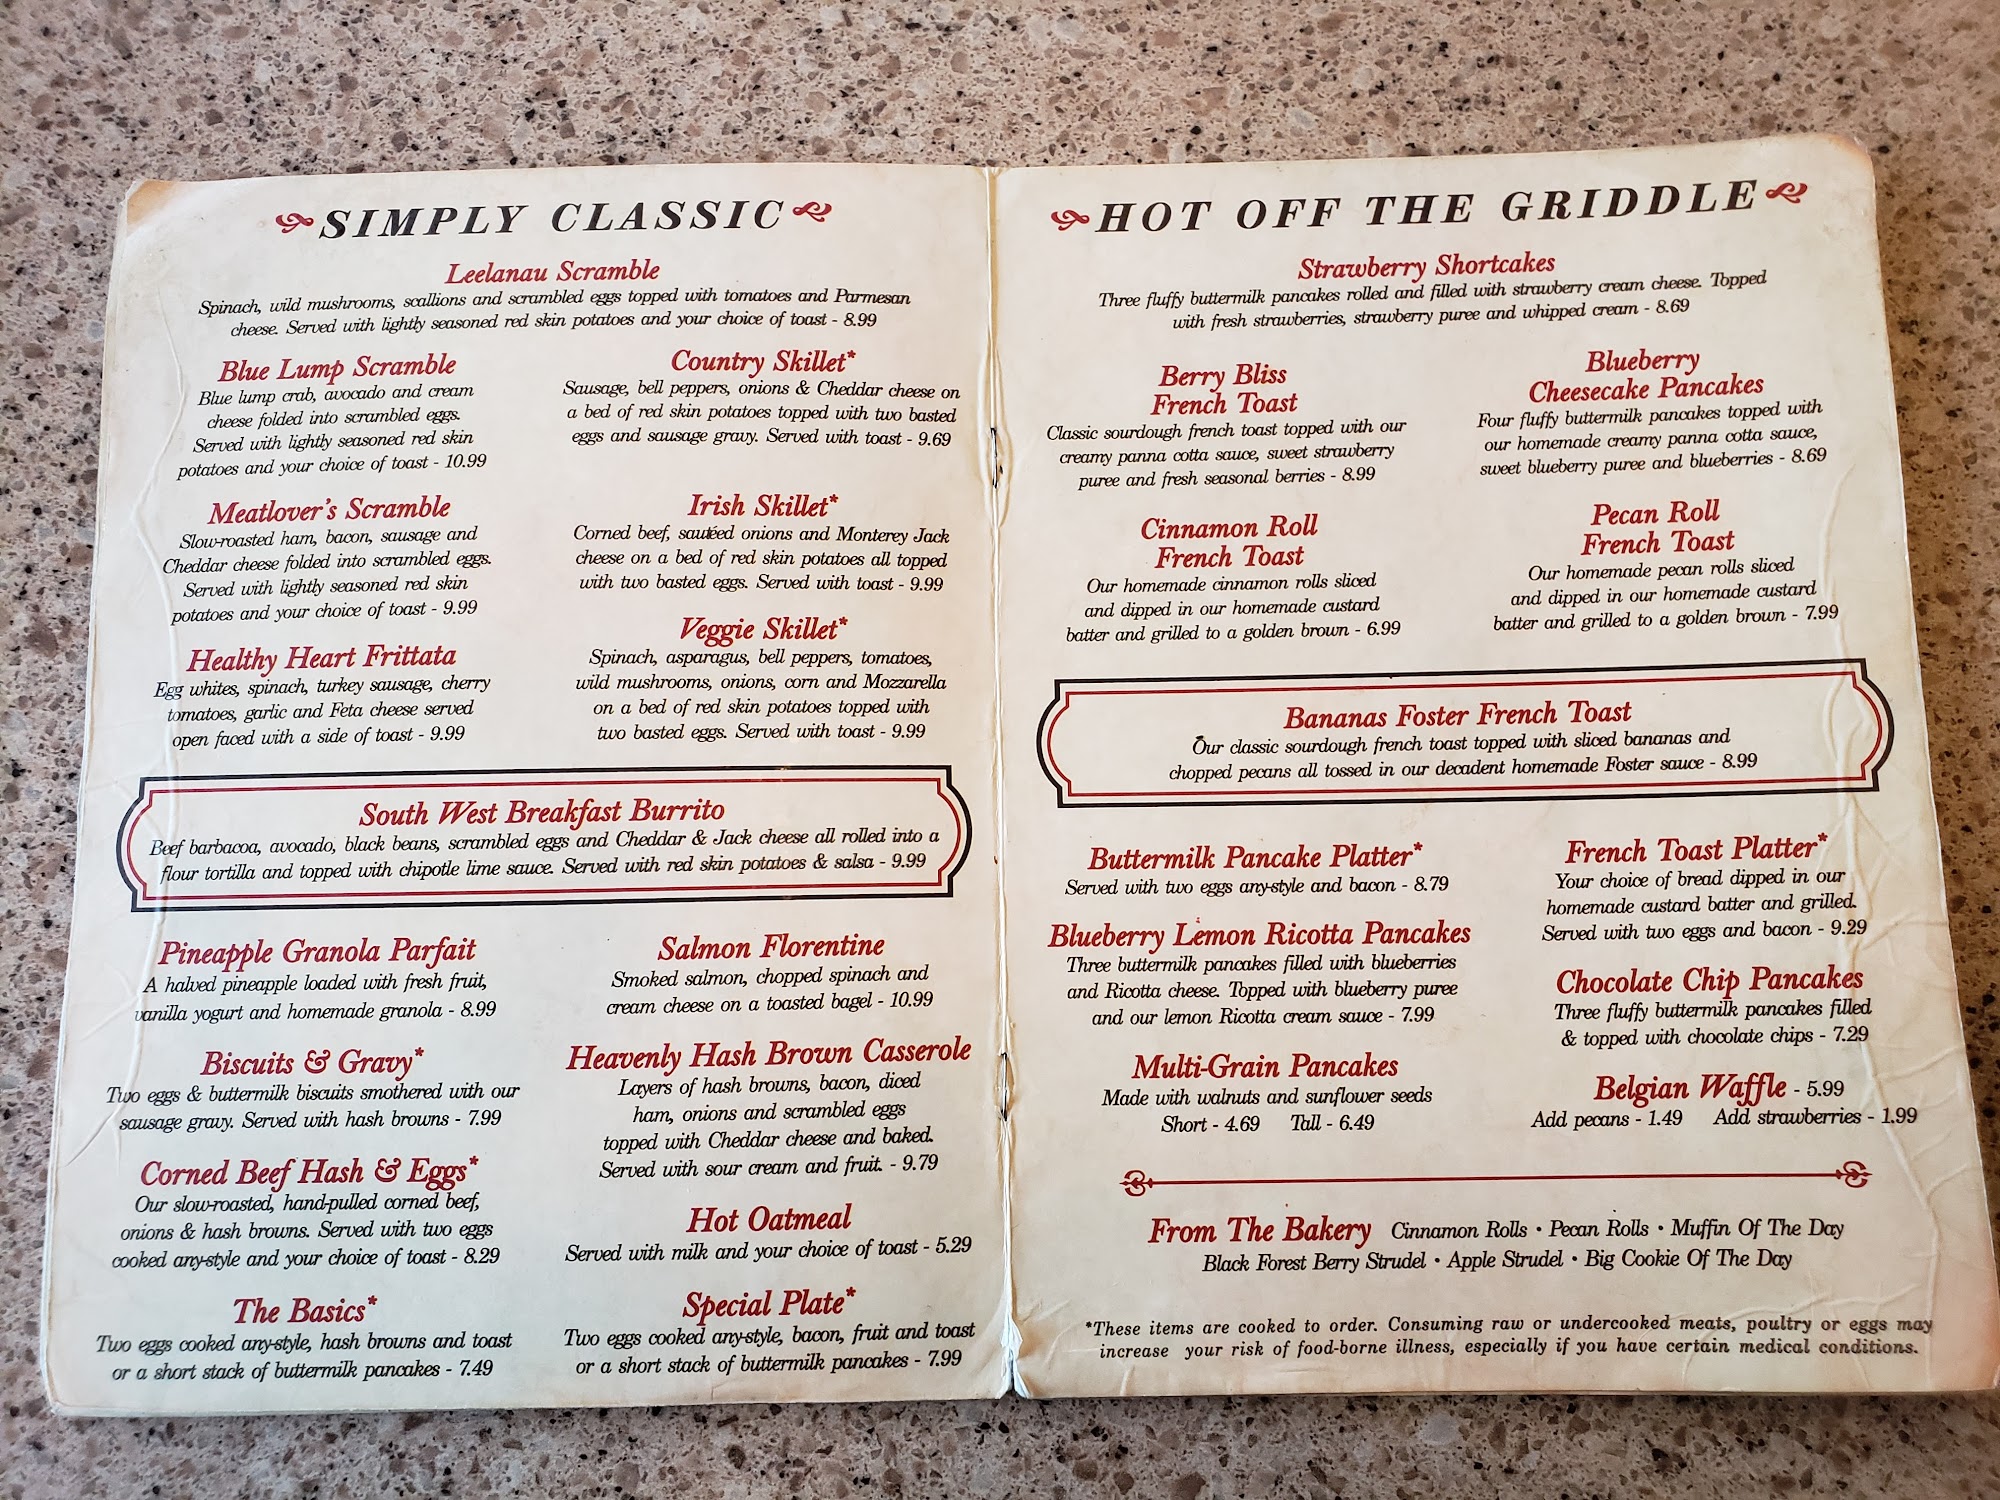 SIMPLY CLASSIC
Leelanau Scramble
Spinach, wild mushrooms, scallions and scrambled eggs topped with tomatoes and Parmesan
cheese. Served with lightly seasoned red skin potatoes and your choice of toast - 8.99
Blue Lump Scramble
Blue lump crab, avocado and cream
cheese folded into scrambled eggs.
Served with lightly seasoned red skin
potatoes and your choice of toast - 10.99
Meatlover's Scramble
Slow-roasted ham, bacon, sausage and
Cheddar cheese folded into scrambled eggs.
Served with lightly seasoned red skin
potatoes and your choice of toast - 9.99
Healthy Heart Frittata
Egg whites, spinach, turkey sausage, cherry
tomatoes, garlic and Feta cheese served
open faced with a side of toast - 9.99
Country Skillet*
Sausage, bell peppers, onions & Cheddar cheese on
a bed of red skin potatoes topped with two basted
eggs and sausage gravy. Served with toast - 9.69
Irish Skillet*
Corned beef, sautéed onions and Monterey Jack
cheese on a bed of red skin potatoes all topped
with two basted eggs. Served with toast - 9.99
Veggie Skillet*
Spinach, asparagus, bell peppers, tomatoes,
wild mushrooms, onions, corn and Mozzarella
on a bed of red skin potatoes topped with
two basted eggs. Served with toast - 9.99
South West Breakfast Burrito
Beef barbacoa, avocado, black beans, scrambled eggs and Cheddar & Jack cheese all rolled into a
flour tortilla and topped with chipotle lime sauce. Served with red skin potatoes & salsa - 9.99
Pineapple Granola Parfait
A halved pineapple loaded with fresh fruit,
vanilla yogurt and homemade granola - 8.99
Biscuits & Gravy*
Two eggs & buttermilk biscuits smothered with our
sausage gravy. Served with hash browns - 7.99
Corned Beef Hash & Eggs*
Our slow-roasted, hand-pulled corned beef,
onions & hash browns. Served with two eggs
cooked any-style and your choice of toast - 8.29
The Basics*
Two eggs cooked any-style, hash browns and toast
or a short stack of buttermilk pancakes - 7.49
Salmon Florentine
Smoked salmon, chopped spinach and
cream cheese on a toasted bagel - 10.99
Heavenly Hash Brown Casserole
Layers of hash browns, bacon, diced
ham, onions and scrambled eggs
topped with Cheddar cheese and baked.
Served with sour cream and fruit. - 9.79
Hot Oatmeal
Served with milk and your choice of toast - 5.29
Special Plate*
Two eggs cooked any-style, bacon, fruit and toast
or a short stack of buttermilk pancakes - 7.99
HOT OFF THE GRIDDLE
Strawberry Shortcakes
Three fluffy buttermilk pancakes rolled and filled with strawberry cream cheese. Topped
with fresh strawberries, strawberry puree and whipped cream - 8.69
Berry Bliss
French Toast
Classic sourdough french toast topped with our
creamy panna cotta sauce, sweet strawberry
puree and fresh seasonal berries - 8.99
Cinnamon Roll
French Toast
Our homemade cinnamon rolls sliced
and dipped in our homemade custard
batter and grilled to a golden brown - 6.99
Blueberry
Cheesecake Pancakes
Four fluffy buttermilk pancakes topped with
our homemade creamy panna cotta sauce,
sweet blueberry puree and blueberries - 8.69
Pecan Roll
French Toast
Our homemade pecan rolls sliced
and dipped in our homemade custard
batter and grilled to a golden brown - 7.99
Bananas Foster French Toast
Our classic sourdough french toast topped with sliced bananas and
chopped pecans all tossed in our decadent homemade Foster sauce - 8.99
Buttermilk Pancake Platter*
Served with two eggs any-style and bacon - 8.79
Blueberry Lemon Ricotta Pancakes
Three buttermilk pancakes filled with blueberries
and Ricotta cheese. Topped with blueberry puree
and our lemon Ricotta cream sauce - 7.99
Multi-Grain Pancakes
Made with walnuts and sunflower seeds
Short - 4.69 Tall - 6.49
French Toast Platter*
Your choice of bread dipped in our
homemade custard batter and grilled.
Served with two eggs and bacon - 9.29
Chocolate Chip Pancakes
Three fluffy buttermilk pancakes filled
& topped with chocolate chips - 7.29
Belgian Waffle - 5.99
Add pecans - 1.49 Add strawberries - 1.99
From The Bakery Cinnamon Rolls • Pecan Rolls • Muffin Of The Day
Black Forest Berry Strudel • Apple Strudel • Big Cookie Of The Day
*These items are cooked to order. Consuming raw or undercooked meats, poultry or eggs may
increase your risk of food-borne illness, especially if you have certain medical conditions.